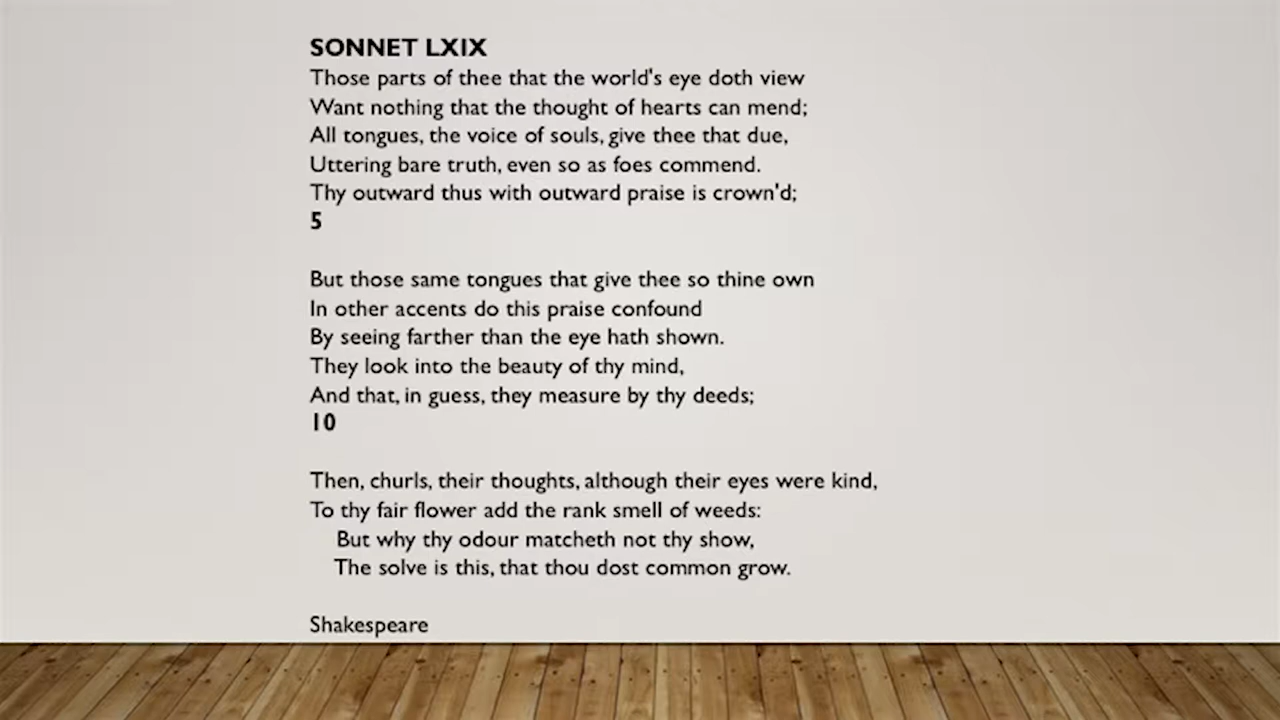 SONNET LXIX
Those parts of thee that the world's eye doth view
Want nothing that the thought of hearts can mend;
All tongues, the voice of souls, give thee that due,
Uttering bare truth, even so as foes commend.
Thy outward thus with outward praise is crown'd;
5
But those same tongues that give thee so thine own
In other accents do this praise confound
By seeing farther than the eye hath shown.
They look into the beauty of thy mind,
And that, in guess, they measure by thy deeds;
10
Then, churls, their thoughts, although their eyes were kind,
To thy fair flower add the rank smell of weeds:
But why thy odour matcheth not thy show,
The solve is this, that thou dost common grow.
Shakespeare